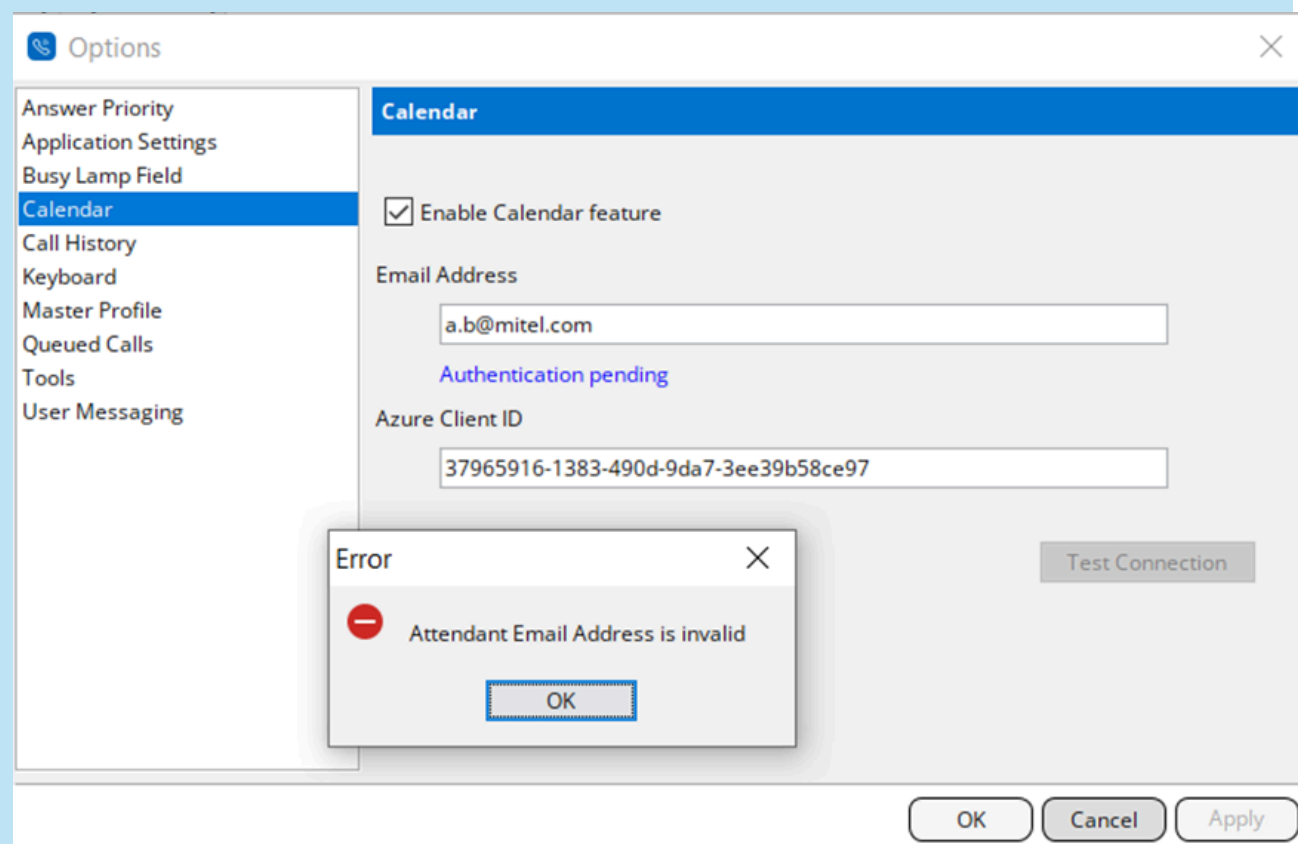 Options
Answer Priority
Application Settings
Busy Lamp Field
Calendar
Call History
Keyboard
Master Profile
Queued Calls
Tools
User Messaging
Calendar
Enable Calendar feature
Email Address
a.b@mitel.com
Authentication pending
Azure Client ID
37965916-1383-490d-9da7-3ee39b58ce97
Test Connection
Error
Attendant Email Address is invalid
OK
OK
Cancel
Apply